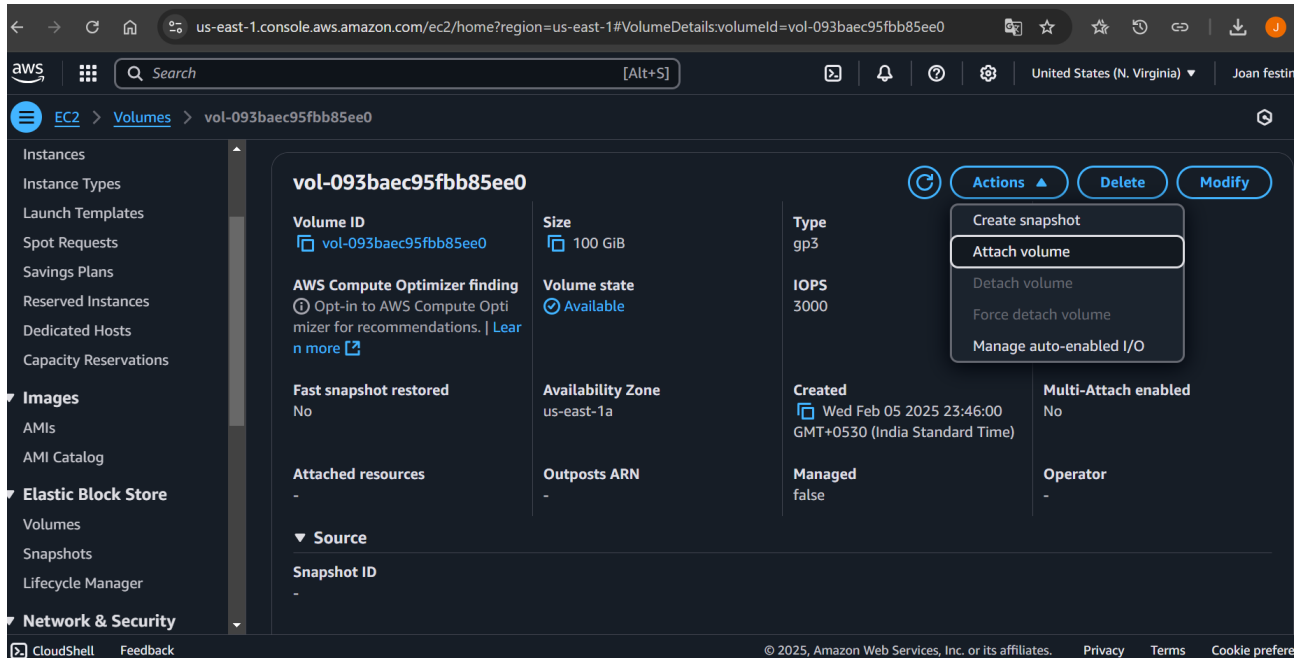 us-east-1.console.aws.amazon.com/ec2/home?region=us-east-1#VolumeDetails:volumeId=vol-093baec95fbb85ee0
J
aws
Search
[Alt+S]
United States (N. Virginia)
Joan festin
EC2 > Volumes > vol-093baec95fbb85ee0
Instances
Instance Types
Launch Templates
Spot Requests
Savings Plans
Reserved Instances
Dedicated Hosts
Capacity Reservations
Images
AMIs
AMI Catalog
Elastic Block Store
Volumes
Snapshots
Lifecycle Manager
Network & Security
vol-093baec95fbb85ee0
Actions
Delete
Modify
Create snapshot
Attach volume
Detach volume
Force detach volume
Manage auto-enabled I/O
Volume ID
vol-093baec95fbb85ee0
Size
100 GiB
Type
gp3
AWS Compute Optimizer finding
Opt-in to AWS Compute Opti
mizer for recommendations. | Lear
n more
Volume state
Available
IOPS
3000
Fast snapshot restored
No
Availability Zone
us-east-1a
Created
Wed Feb 05 2025 23:46:00
GMT+0530 (India Standard Time)
Multi-Attach enabled
No
Attached resources
-
Outposts ARN
-
Managed
false
Operator
-
Source
Snapshot ID
-
CloudShell
Feedback
© 2025, Amazon Web Services, Inc. or its affiliates.
Privacy
Terms
Cookie prefere